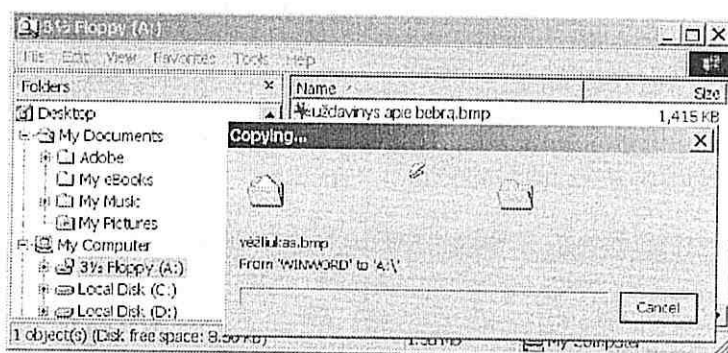 3½ Floppy (A:)
File Edit View Favorites Tools Help
Folders
Name
Size
Desktop
uždavinys apie bebrą.bmp
1,415 KB
My Documents
Copying...
Adobe
My eBooks
My Music
My Pictures
vėžliukas.bmp
My Computer
From 'WINWORD' to 'A:\'
3½ Floppy (A:)
Local Disk (C:)
Cancel
Local Disk (D:)
1 object(s) (Disk free space:
My Computer